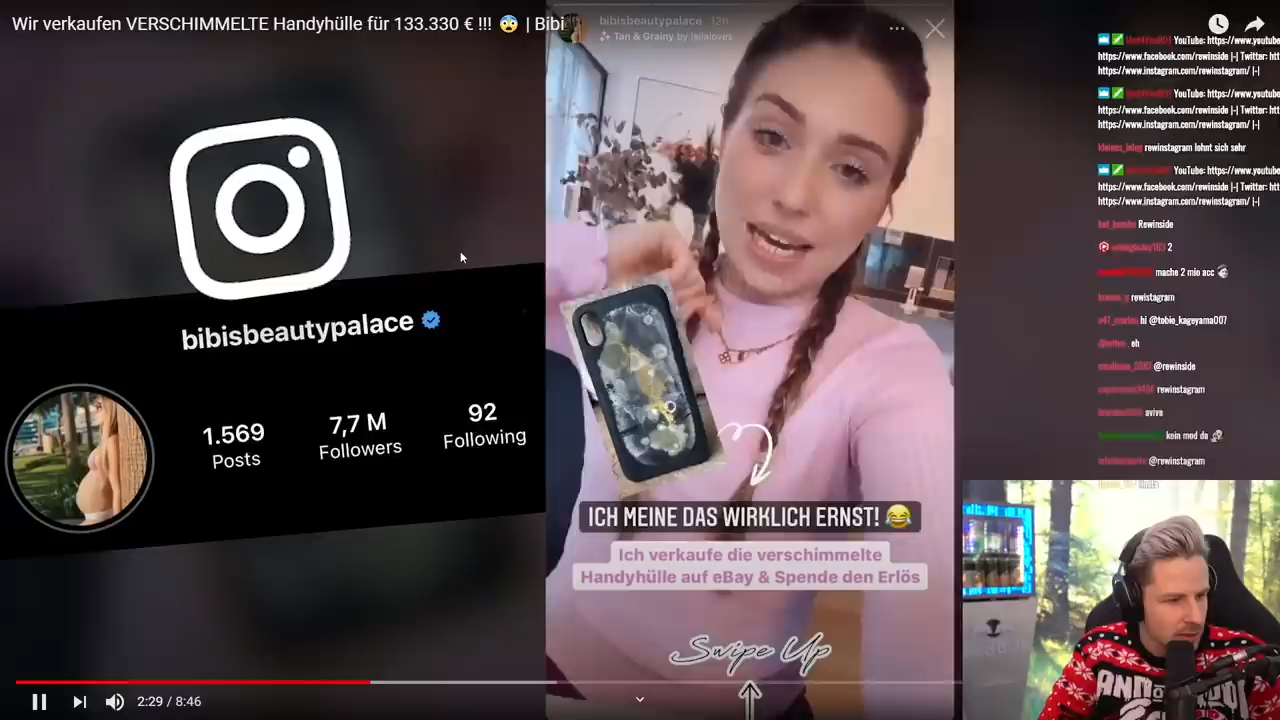 Wir verkaufen VERSCHIMMELTE Handyhülle für 133.330 € !!! 😨 | Bibi
bibisbeautypalace 12h
Tan & Grainy by lailaloves
bibisbeautypalace
1.569
Posts
7,7 M
Followers
92
Following
ICH MEINE DAS WIRKLICH ERNST! 😂
Ich verkaufe die verschimmelte
Handyhülle auf eBay & Spende den Erlös
Swipe Up
2:29 / 8:46
YouTube: https://www.youtube
https://www.facebook.com/rewinside |-| Twitter: htt
https://www.instagram.com/rewinstagram/ |-|
YouTube: https://www.youtube
https://www.facebook.com/rewinside |-| Twitter: htt
https://www.instagram.com/rewinstagram/ |-|
rewinstagram lohnt sich sehr
YouTube: https://www.youtube
https://www.facebook.com/rewinside |-| Twitter: htt
https://www.instagram.com/rewinstagram/ |-|
Rewinside
2
mache 2 mio acc
rewistagram
hi @tobio_kageyama007
eh
@rewinside
rewinstagram
aviva
kein mod da
@rewinstagram